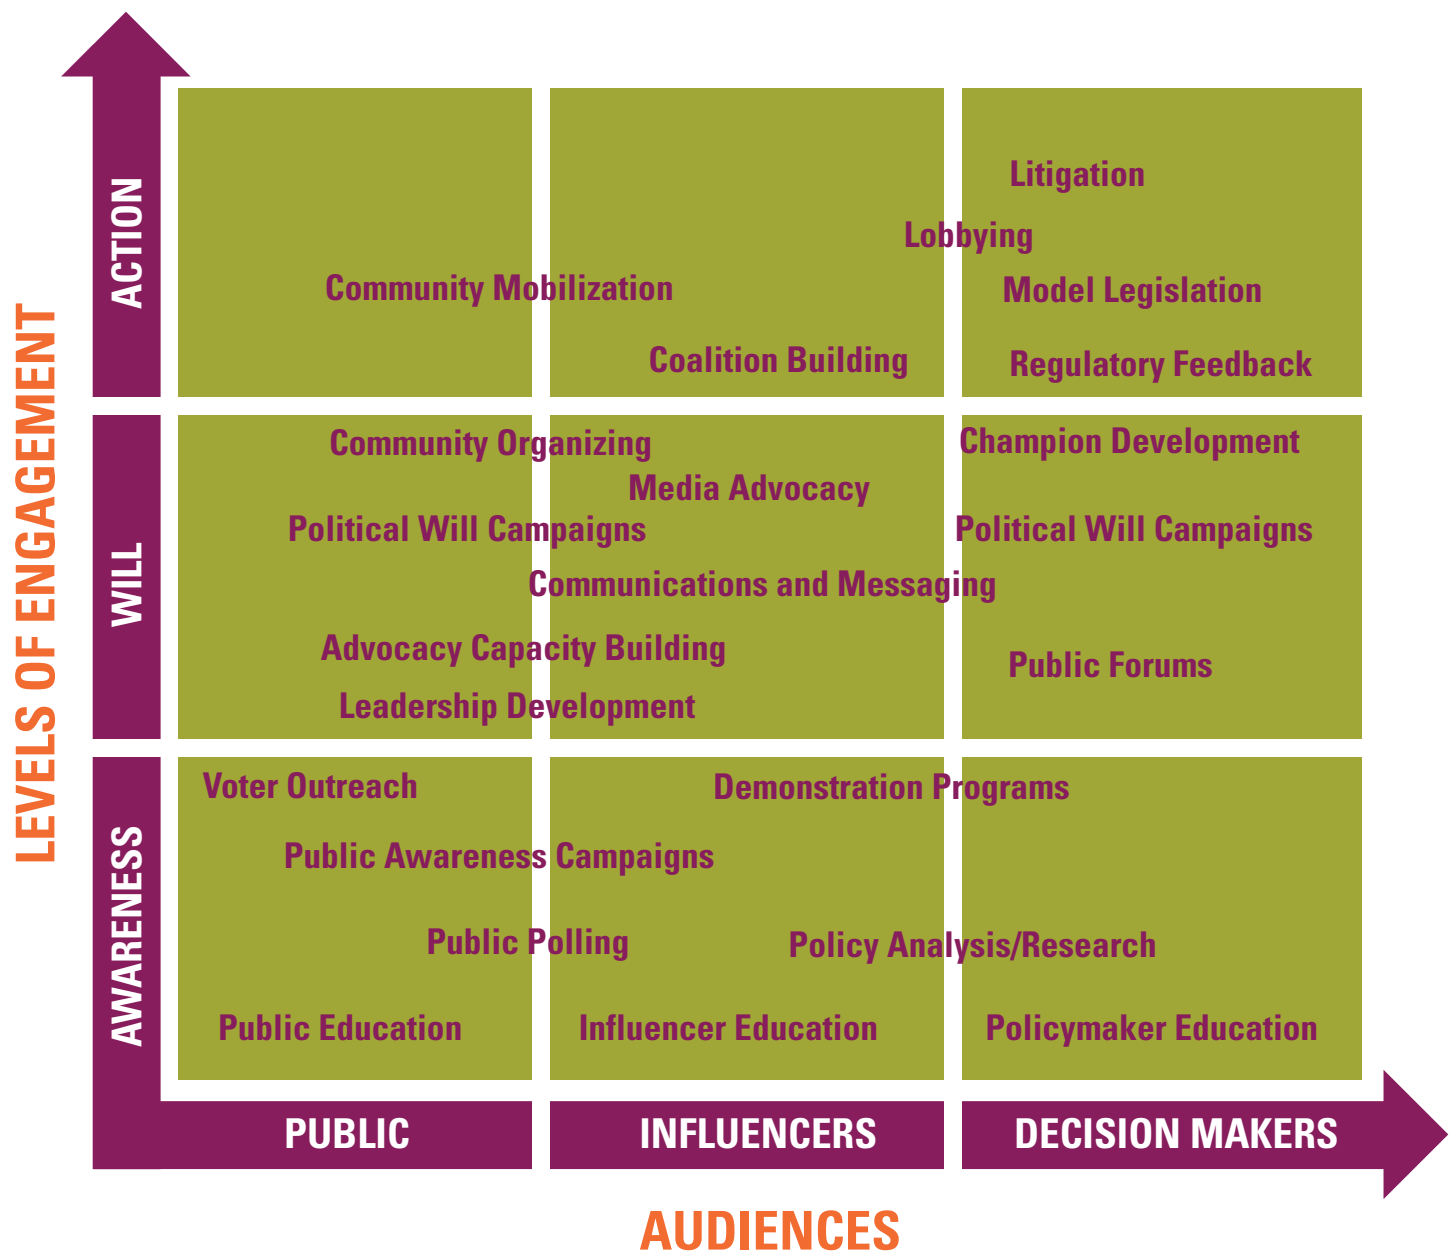 LEVELS OF ENGAGEMENT
ACTION
Litigation
Lobbying
Community Mobilization
Model Legislation
Coalition Building
Regulatory Feedback
WILL
Community Organizing
Champion Development
Media Advocacy
Political Will Campaigns
Political Will Campaigns
Communications and Messaging
Advocacy Capacity Building
Public Forums
Leadership Development
AWARENESS
Voter Outreach
Demonstration Programs
Public Awareness Campaigns
Public Polling
Policy Analysis/Research
Public Education
Influencer Education
Policymaker Education
PUBLIC
INFLUENCERS
DECISION MAKERS
AUDIENCES